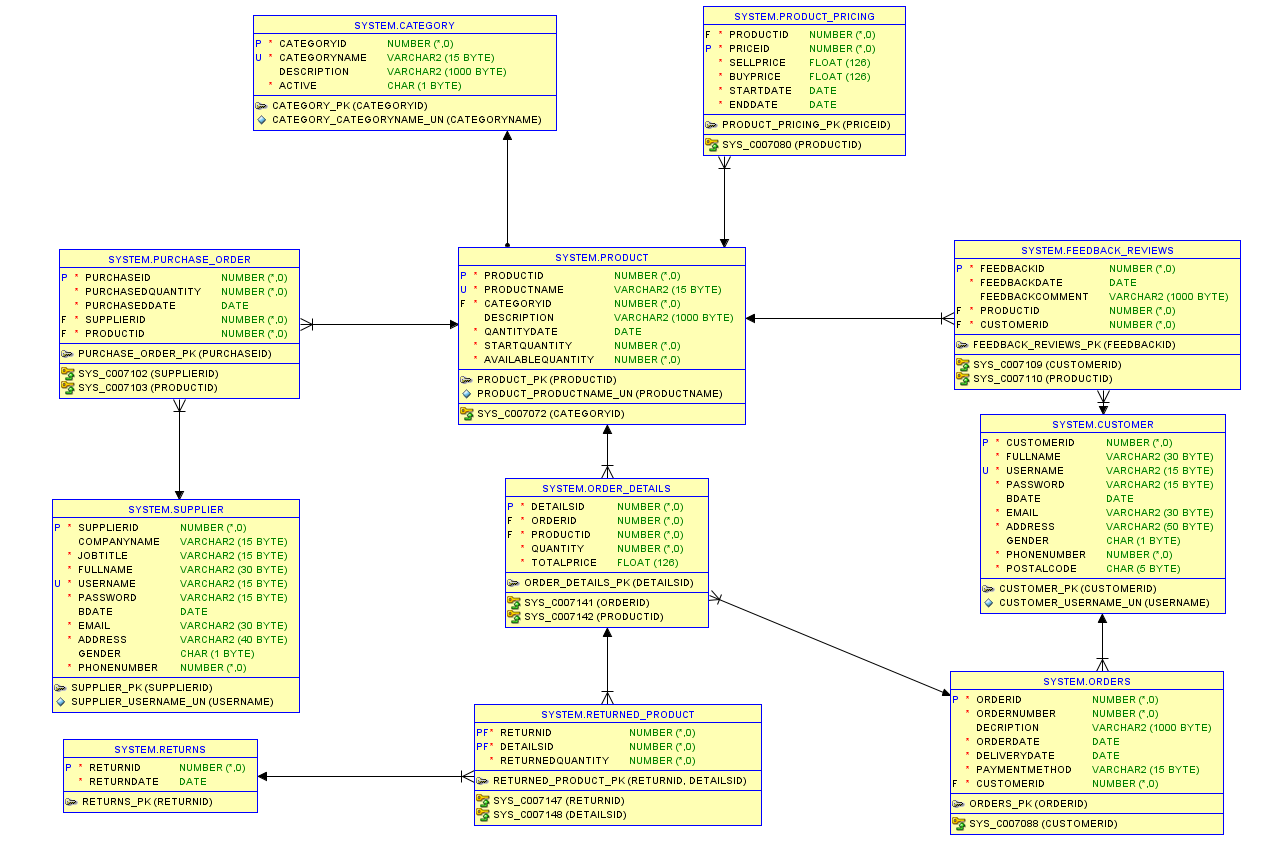 SYSTEM.CATEGORY
P * CATEGORYID NUMBER (*,0)
U * CATEGORYNAME VARCHAR2 (15 BYTE)
DESCRIPTION VARCHAR2 (1000 BYTE)
* ACTIVE CHAR (1 BYTE)
CATEGORY_PK (CATEGORYID)
CATEGORY_CATEGORYNAME_UN (CATEGORYNAME)
SYSTEM.PRODUCT_PRICING
F * PRODUCTID NUMBER (*,0)
P * PRICEID NUMBER (*,0)
* SELLPRICE FLOAT (126)
* BUYPRICE FLOAT (126)
* STARTDATE DATE
* ENDDATE DATE
PRODUCT_PRICING_PK (PRICEID)
SYS_C007080 (PRODUCTID)
SYSTEM.PURCHASE_ORDER
P * PURCHASEID NUMBER (*,0)
* PURCHASEDQUANTITY NUMBER (*,0)
* PURCHASEDDATE DATE
F * SUPPLIERID NUMBER (*,0)
F * PRODUCTID NUMBER (*,0)
PURCHASE_ORDER_PK (PURCHASEID)
SYS_C007102 (SUPPLIERID)
SYS_C007103 (PRODUCTID)
SYSTEM.PRODUCT
P * PRODUCTID NUMBER (*,0)
U * PRODUCTNAME VARCHAR2 (15 BYTE)
F * CATEGORYID NUMBER (*,0)
DESCRIPTION VARCHAR2 (1000 BYTE)
* QANTITYDATE DATE
* STARTQUANTITY NUMBER (*,0)
* AVAILABLEQUANTITY NUMBER (*,0)
PRODUCT_PK (PRODUCTID)
PRODUCT_PRODUCTNAME_UN (PRODUCTNAME)
SYS_C007072 (CATEGORYID)
SYSTEM.FEEDBACK_REVIEWS
P * FEEDBACKID NUMBER (*,0)
* FEEDBACKDATE DATE
FEEDBACKCOMMENT VARCHAR2 (1000 BYTE)
F * PRODUCTID NUMBER (*,0)
F * CUSTOMERID NUMBER (*,0)
FEEDBACK_REVIEWS_PK (FEEDBACKID)
SYS_C007109 (CUSTOMERID)
SYS_C007110 (PRODUCTID)
SYSTEM.CUSTOMER
P * CUSTOMERID NUMBER (*,0)
* FULLNAME VARCHAR2 (30 BYTE)
U * USERNAME VARCHAR2 (15 BYTE)
* PASSWORD VARCHAR2 (15 BYTE)
BDATE DATE
* EMAIL VARCHAR2 (30 BYTE)
* ADDRESS VARCHAR2 (50 BYTE)
GENDER CHAR (1 BYTE)
* PHONENUMBER NUMBER (*,0)
* POSTALCODE CHAR (5 BYTE)
CUSTOMER_PK (CUSTOMERID)
CUSTOMER_USERNAME_UN (USERNAME)
SYSTEM.SUPPLIER
P * SUPPLIERID NUMBER (*,0)
COMPANYNAME VARCHAR2 (15 BYTE)
* JOBTITLE VARCHAR2 (15 BYTE)
* FULLNAME VARCHAR2 (30 BYTE)
U * USERNAME VARCHAR2 (15 BYTE)
* PASSWORD VARCHAR2 (15 BYTE)
BDATE DATE
* EMAIL VARCHAR2 (30 BYTE)
* ADDRESS VARCHAR2 (40 BYTE)
GENDER CHAR (1 BYTE)
* PHONENUMBER NUMBER (*,0)
SUPPLIER_PK (SUPPLIERID)
SUPPLIER_USERNAME_UN (USERNAME)
SYSTEM.ORDER_DETAILS
P * DETAILSID NUMBER (*,0)
F * ORDERID NUMBER (*,0)
F * PRODUCTID NUMBER (*,0)
* QUANTITY NUMBER (*,0)
* TOTALPRICE FLOAT (126)
ORDER_DETAILS_PK (DETAILSID)
SYS_C007141 (ORDERID)
SYS_C007142 (PRODUCTID)
SYSTEM.ORDERS
P * ORDERID NUMBER (*,0)
* ORDERNUMBER NUMBER (*,0)
DECRIPTION VARCHAR2 (1000 BYTE)
* ORDERDATE DATE
* DELIVERYDATE DATE
* PAYMENTMETHOD VARCHAR2 (15 BYTE)
F * CUSTOMERID NUMBER (*,0)
ORDERS_PK (ORDERID)
SYS_C007088 (CUSTOMERID)
SYSTEM.RETURNS
P * RETURNID NUMBER (*,0)
* RETURNDATE DATE
RETURNS_PK (RETURNID)
SYSTEM.RETURNED_PRODUCT
PF* RETURNID NUMBER (*,0)
PF* DETAILSID NUMBER (*,0)
* RETURNEDQUANTITY NUMBER (*,0)
RETURNED_PRODUCT_PK (RETURNID, DETAILSID)
SYS_C007147 (RETURNID)
SYS_C007148 (DETAILSID)